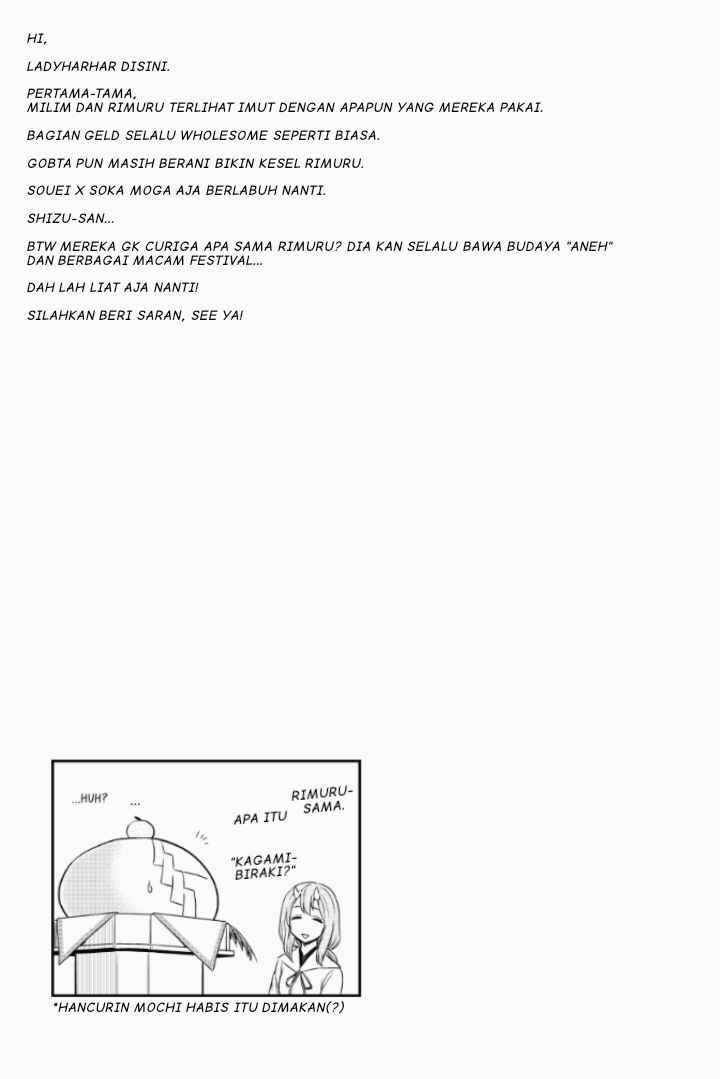 HI,
LADYHARHAR DISINI.
PERTAMA-TAMA,
MILIM DAN RIMURU TERLIHAT IMUT DENGAN APAPUN YANG MEREKA PAKAI.
BAGIAN GELD SELALU WHOLESOME SEPERTI BIASA.
GOBTA PUN MASIH BERANI BIKIN KESEL RIMURU.
SOUEI X SOKA MOGA AJA BERLABUH NANTI.
SHIZU-SAN...
BTW MEREKA GK CURIGA APA SAMA RIMURU? DIA KAN SELALU BAWA BUDAYA "ANEH"
DAN BERBAGAI MACAM FESTIVAL...
DAH LAH LIAT AJA NANTI!
SILAHKAN BERI SARAN, SEE YA!
RIMURU-
SAMA.
APA ITU
"KAGAMI-
BIRAKI?"
...
...HUH?
*HANCURIN MOCHI HABIS ITU DIMAKAN(?)